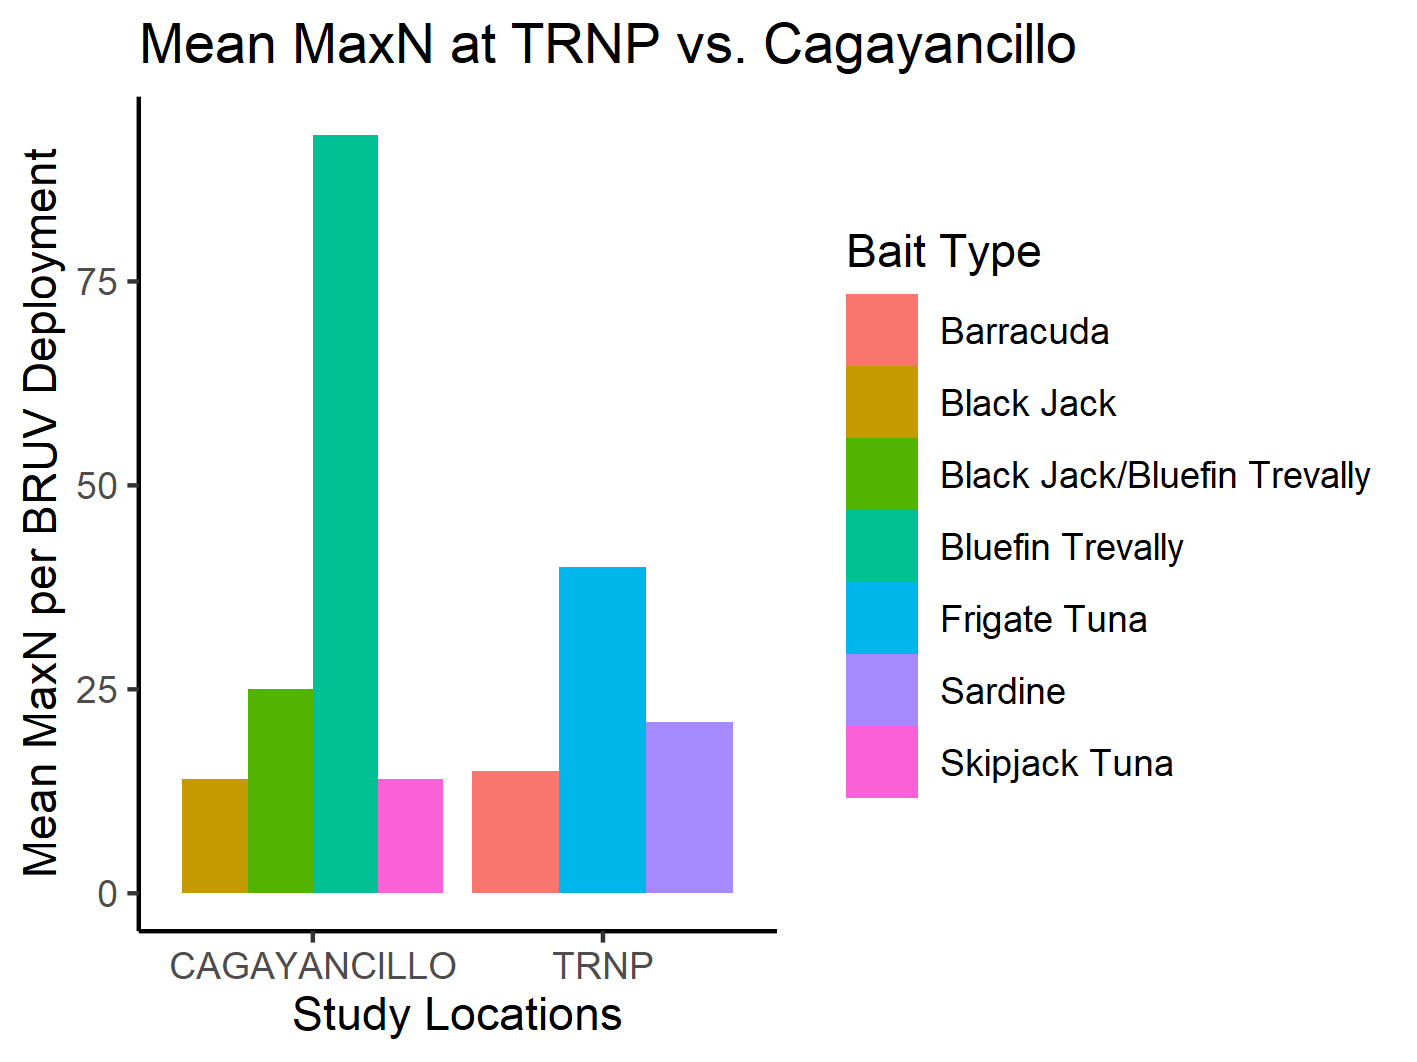 Mean MaxN at TRNP vs. Cagayancillo
Mean MaxN per BRUV Deployment
75
50
25
0
CAGAYANCILLO
TRNP
Study Locations
Bait Type
Barracuda
Black Jack
Black Jack/Bluefin Trevally
Bluefin Trevally
Frigate Tuna
Sardine
Skipjack Tuna